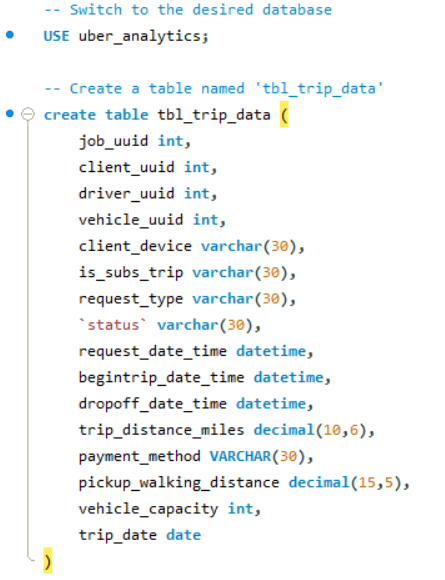 -- Switch to the desired database
USE uber_analytics;
-- Create a table named 'tbl_trip_data'
create table tbl_trip_data (
job_uuid int,
client_uuid int,
driver_uuid int,
vehicle_uuid int,
client_device varchar(30),
is_subs_trip varchar(30),
request_type varchar(30),
`status` varchar(30),
request_date_time datetime,
begintrip_date_time datetime,
dropoff_date_time datetime,
trip_distance_miles decimal(10,6),
payment_method VARCHAR(30),
pickup_walking_distance decimal(15,5),
vehicle_capacity int,
trip_date date
)